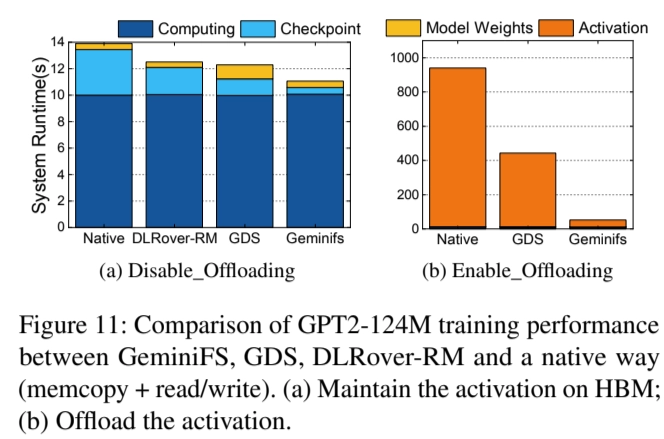 Computing Checkpoint
Model Weights Activation
System Runtime(s)
14
12
10
8
6
4
2
0
Native DLRover-RM GDS Geminifs
(a) Disable_Offloading
1000
800
600
400
200
0
Native GDS Geminifs
(b) Enable_Offloading
Figure 11: Comparison of GPT2-124M training performance
between GeminiFS, GDS, DLRover-RM and a native way
(memcopy + read/write). (a) Maintain the activation on HBM;
(b) Offload the activation.